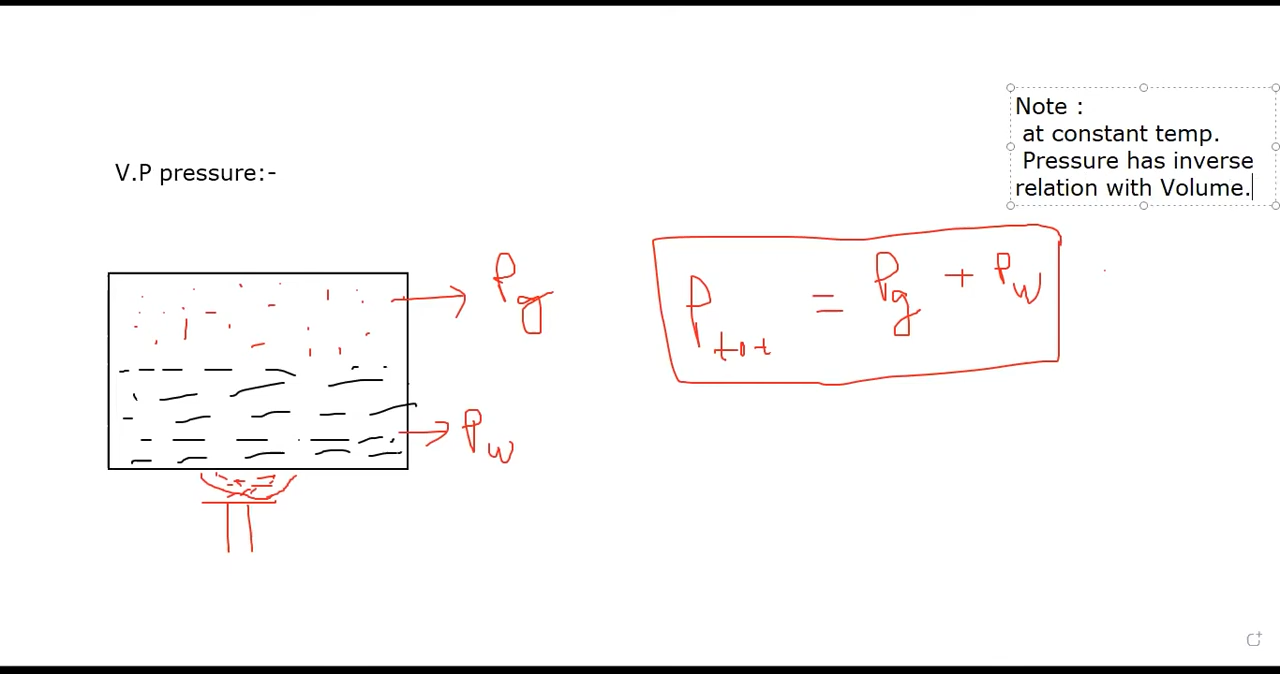 Note :
at constant temp.
Pressure has inverse
relation with Volume.
V.P pressure:-
Pg
Ptot = Pg + Pw
Pw